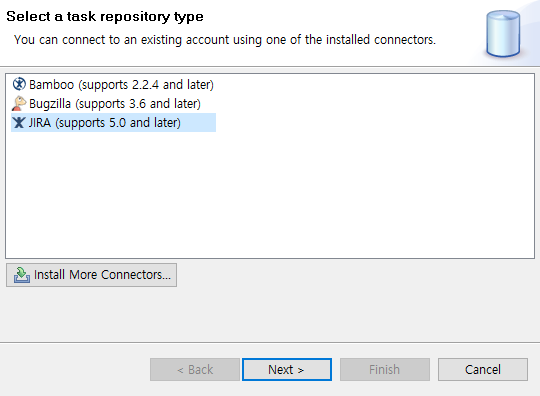 Select a task repository type
You can connect to an existing account using one of the installed connectors.
Bamboo (supports 2.2.4 and later)
Bugzilla (supports 3.6 and later)
JIRA (supports 5.0 and later)
Install More Connectors...
< Back
Next >
Finish
Cancel